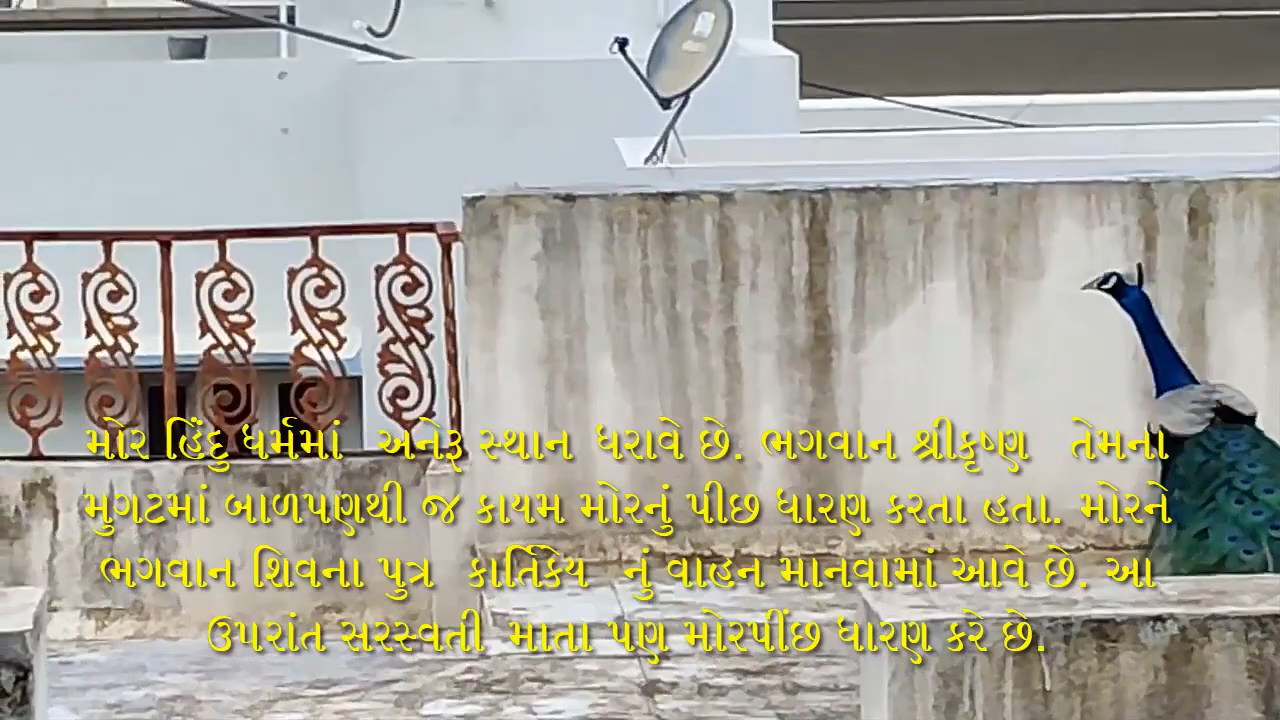 મોર હિંદુ ધર્મમાં અનેરૂ સ્થાન ધરાવે છે. ભગવાન શ્રીકૃષ્ણ તેમના
મુગટમાં બાળપણથી જ કાયમ મોરનું પીછ ધારણ કરતા હતા. મોરને
ભગવાન શિવના પુત્ર કાર્તિકેય નું વાહન માનવામાં આવે છે. આ
ઉપરાંત સરસ્વતી માતા પણ મોરપીંછ ધારણ કરે છે.